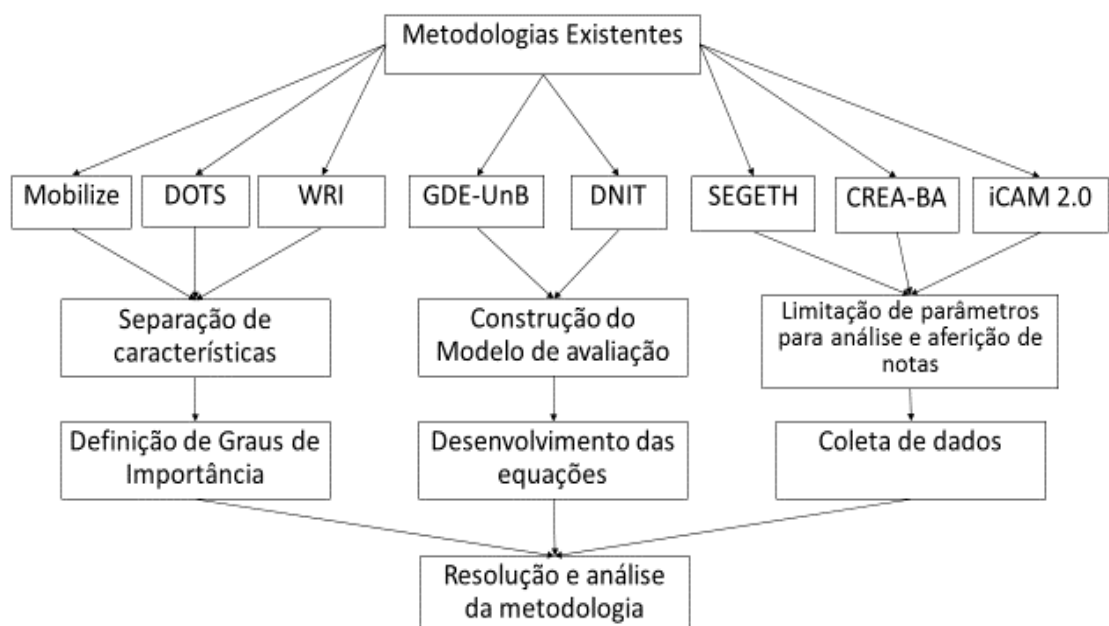 Metodologias Existentes
Mobilize
DOTS
WRI
GDE-UnB
DNIT
SEGETH
CREA-BA
iCAM 2.0
Separação de
características
Construção do
Modelo de avaliação
Limitação de parâmetros
para análise e aferição de
notas
Definição de Graus de
Importância
Desenvolvimento das
equações
Coleta de dados
Resolução e análise
da metodologia